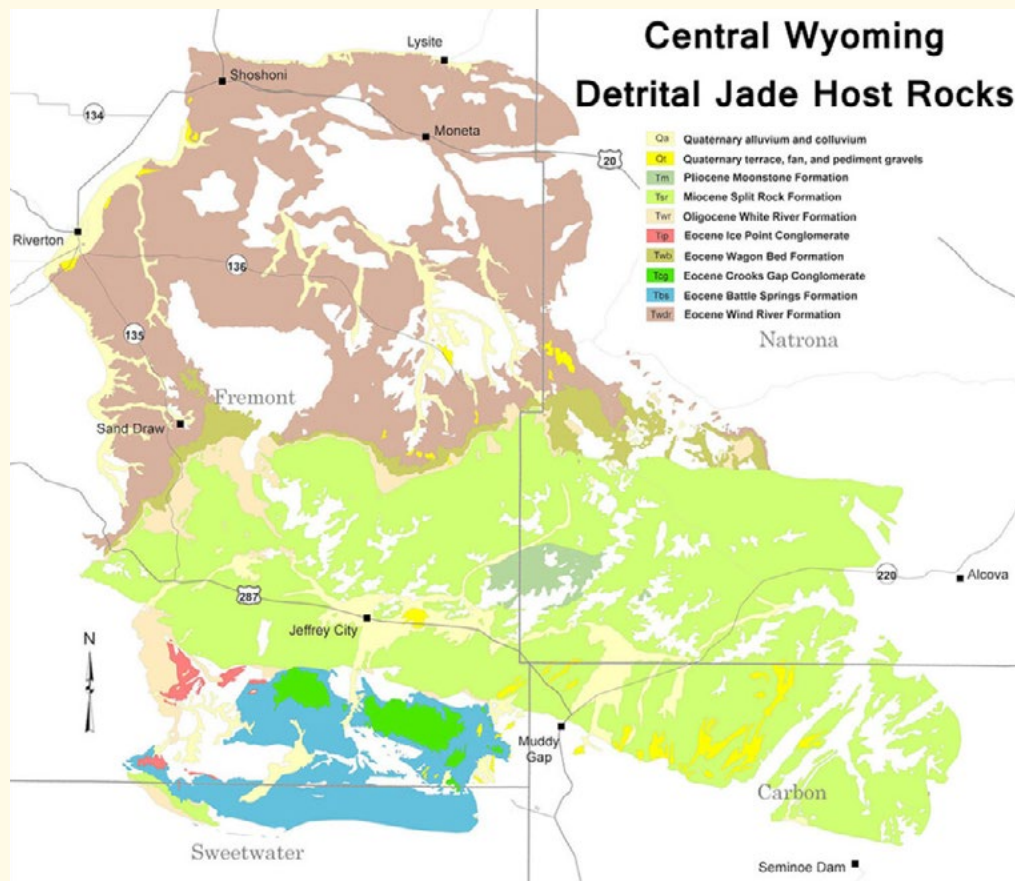 Central Wyoming
Detrital Jade Host Rocks
Qa Quaternary alluvium and colluvium
Qt Quaternary terrace, fan, and pediment gravels
Tm Pliocene Moonstone Formation
Tsr Miocene Split Rock Formation
Twr Oligocene White River Formation
Tip Eocene Ice Point Conglomerate
Twb Eocene Wagon Bed Formation
Tcg Eocene Crooks Gap Conglomerate
Tbs Eocene Battle Springs Formation
Twdr Eocene Wind River Formation
Lysite
Shoshoni
134
Moneta
20
Riverton
136
135
Natrona
Fremont
Sand Draw
220
Alcova
287
Jeffrey City
N
Muddy
Gap
Carbon
Sweetwater
Seminoe Dam